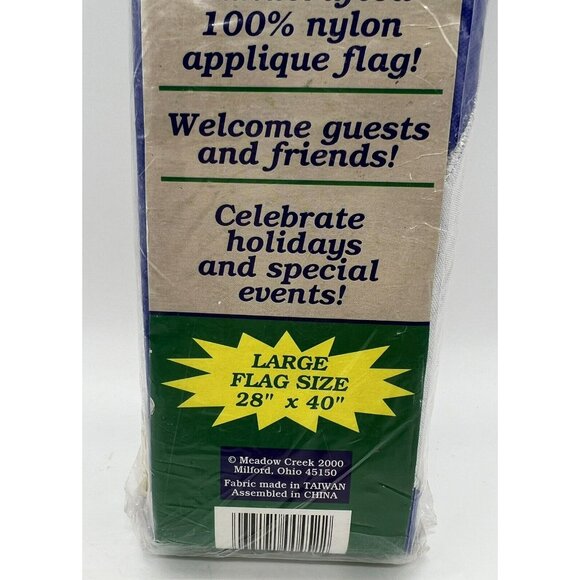 100% nylon
applique flag!
Welcome guests
and friends!
Celebrate
holidays
and special
events!
LARGE
FLAG SIZE
28" x 40"
© Meadow Creek 2000
Milford, Ohio 45150
Fabric made in TAIWAN
Assembled in CHINA